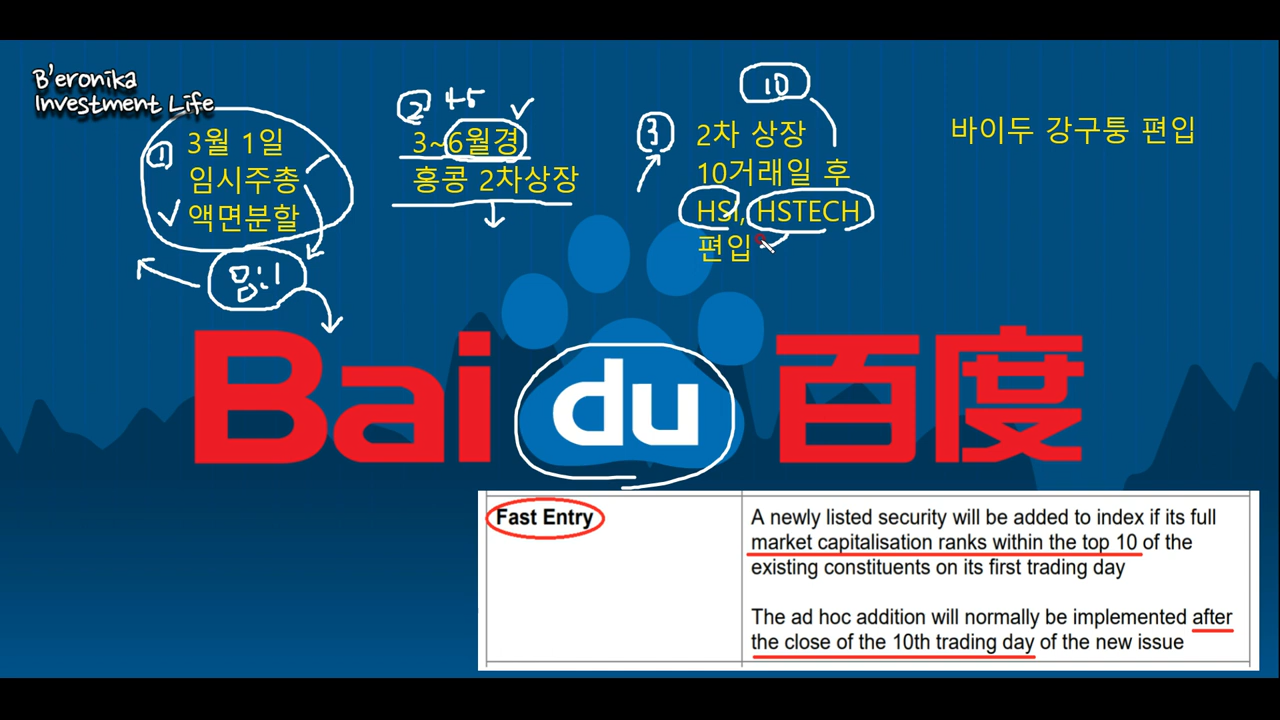 B'eronika
Investment Life
① 3월 1일
임시주총
액면분할
② 4-5
3~6월경
홍콩 2차상장
10
③ 2차 상장
10거래일 후
HSI, HSTECH
편입
바이두 강구퉁 편입
Bai du 百度
Fast Entry
A newly listed security will be added to index if its full
market capitalisation ranks within the top 10 of the
existing constituents on its first trading day
The ad hoc addition will normally be implemented after
the close of the 10th trading day of the new issue